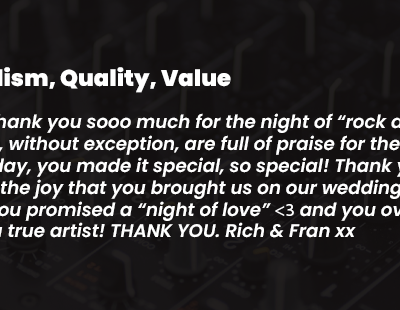 lism, Quality, Value
hank you sooo much for the night of “rock a
, without exception, are full of praise for the
day, you made it special, so special! Thank y
the joy that you brought us on our wedding
ou promised a “night of love” <3 and you ov
true artist! THANK YOU. Rich & Fran xx